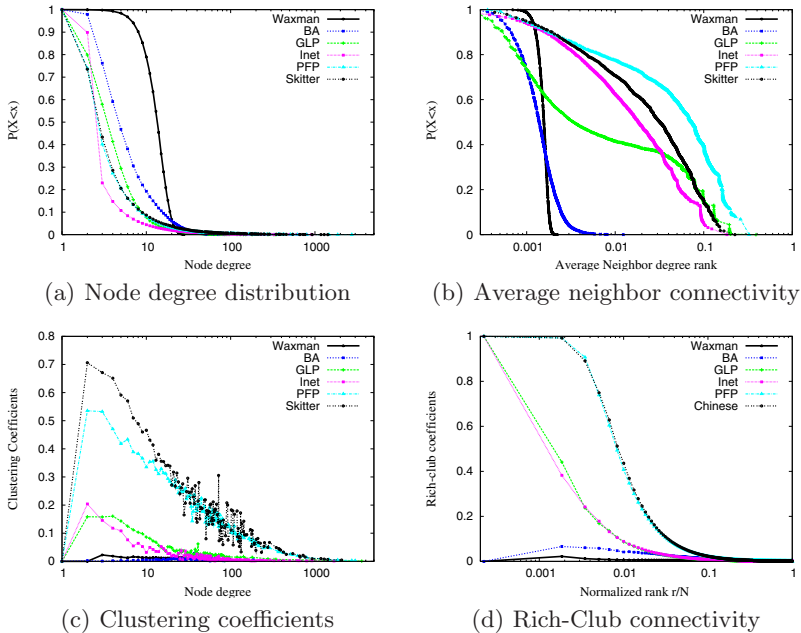 1
0.9
0.8
0.7
0.6
0.5
0.4
0.3
0.2
0.1
0
P(X<x)
1 10 100 1000
Node degree
Waxman
BA
GLP
Inet
PFP
Skitter
(a) Node degree distribution
1
0.8
0.6
0.4
0.2
0
P(X<x)
0.001 0.01 0.1 1
Average Neighbor degree rank
Waxman
BA
GLP
Inet
PFP
Skitter
(b) Average neighbor connectivity
0.8
0.7
0.6
0.5
0.4
0.3
0.2
0.1
0
Clustering Coefficients
1 10 100 1000
Node degree
Waxman
BA
GLP
Inet
PFP
Skitter
(c) Clustering coefficients
1
0.8
0.6
0.4
0.2
0
Rich-club coefficients
0.001 0.01 0.1 1
Normalized rank r/N
Waxman
BA
GLP
Inet
PFP
Chinese
(d) Rich-Club connectivity